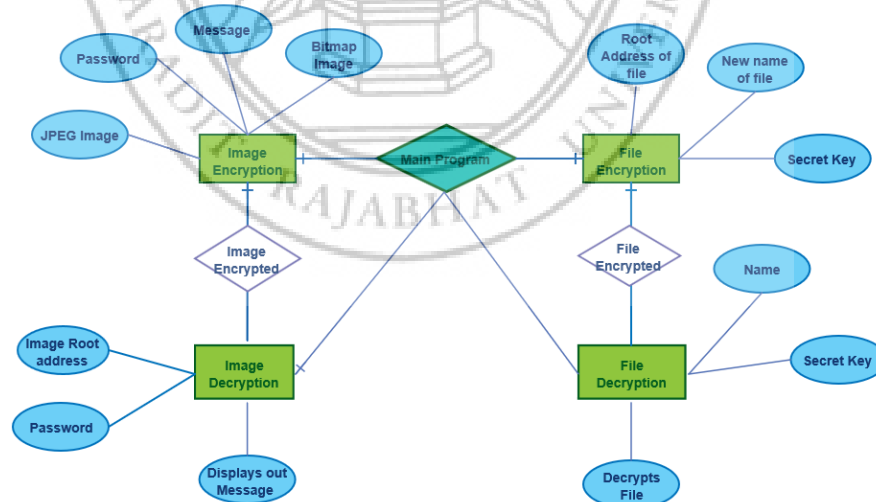 Message
Password
Bitmap
Image
JPEG Image
Root
Address of
file
New name
of file
Secret Key
Image
Encryption
Main Program
File
Encryption
RAJABHAT
Image
Encrypted
File
Encrypted
Name
Image Root
address
Password
Image
Decryption
File
Decryption
Secret Key
Displays out
Message
Decrypts
File